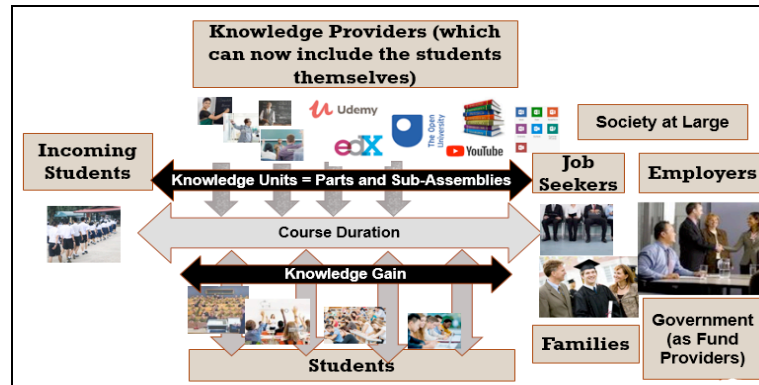 Knowledge Providers (which
can now include the students
themselves)
Udemy
edX
The Open
University
YouTube
Society at Large
Incoming
Students
Knowledge Units = Parts and Sub-Assemblies
Job
Seekers
Employers
Course Duration
Knowledge Gain
Students
Families
Government
(as Fund
Providers)